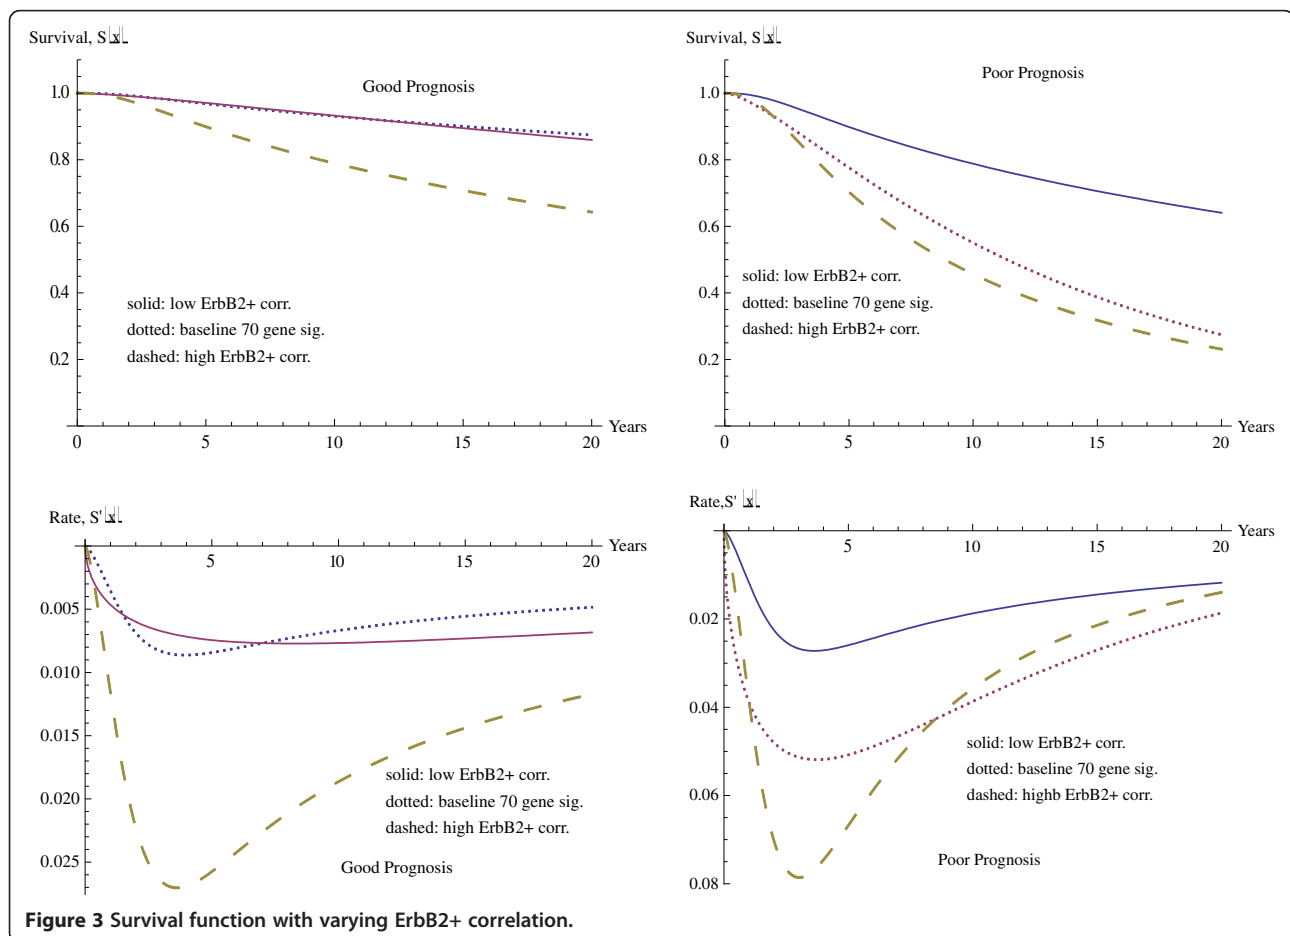 Survival, S x
Good Prognosis
1.0
0.8
0.6
0.4
0.2
solid: low ErbB2+ corr.
dotted: baseline 70 gene sig.
dashed: high ErbB2+ corr.
0 5 10 15 20 Years
Survival, S x
Poor Prognosis
1.0
0.8
0.6
0.4
0.2
solid: low ErbB2+ corr.
dotted: baseline 70 gene sig.
dashed: high ErbB2+ corr.
0 5 10 15 20 Years
Rate, S' x
5 10 15 20 Years
0.005
0.010
0.015
0.020
0.025
solid: low ErbB2+ corr.
dotted: baseline 70 gene sig.
dashed: high ErbB2+ corr.
Good Prognosis
Rate,S' x
5 10 15 20 Years
0.02
0.04
0.06
0.08
solid: low ErbB2+ corr.
dotted: baseline 70 gene sig.
dashed: highb ErbB2+ corr.
Poor Prognosis
Figure 3 Survival function with varying ErbB2+ correlation.